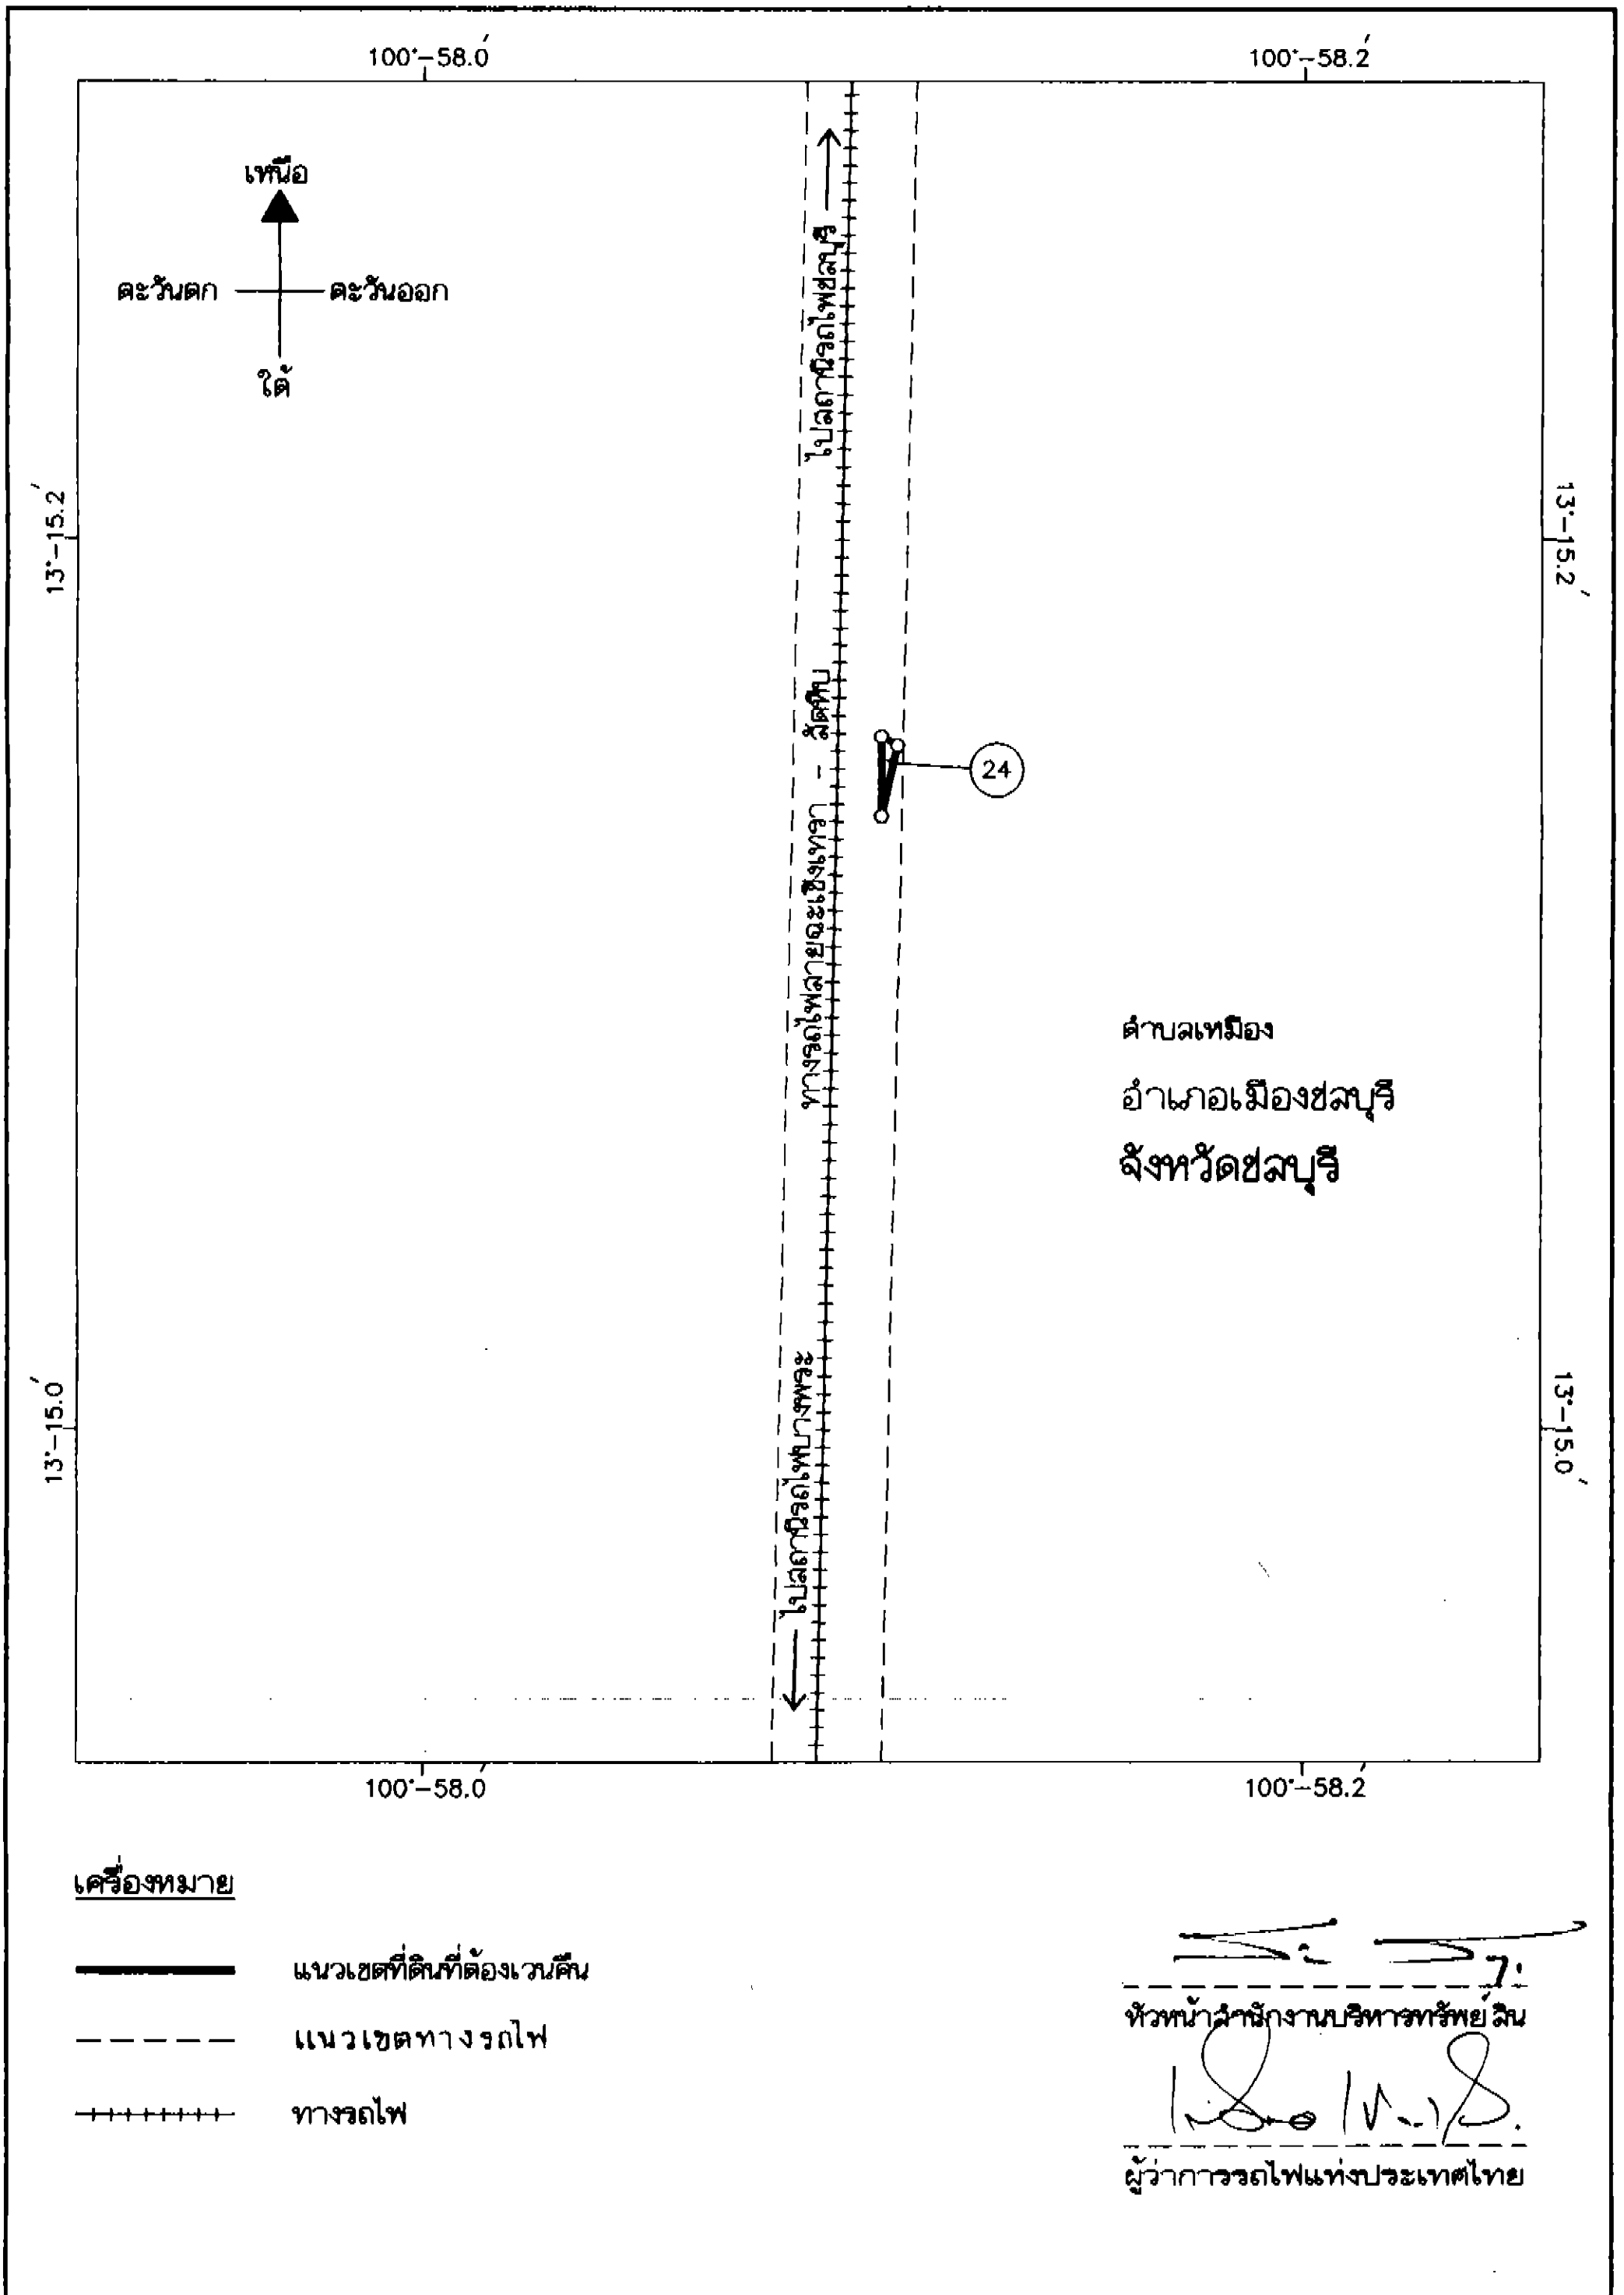 100°-58.0′ 100°-58.2′
เหนือ
ตะวันตก ตะวันออก
ใต้
ไปสถานีรถไฟชลบุรี
13°-15.2′ 13°-15.2′
ทางรถไฟสายฉะเชิงเทรา - สัตหีบ
24
ตำบลเหมือง
อำเภอเมืองชลบุรี
จังหวัดชลบุรี
ไปสถานีรถไฟบางพระ
13°-15.0′ 13°-15.0′
100°-58.0′ 100°-58.2′
เครื่องหมาย
แนวเขตที่ดินที่ต้องเวนคืน
แนวเขตทางรถไฟ
ทางรถไฟ
หัวหน้าสำนักงานบริหารทรัพย์สิน
ผู้ว่าการรถไฟแห่งประเทศไทย